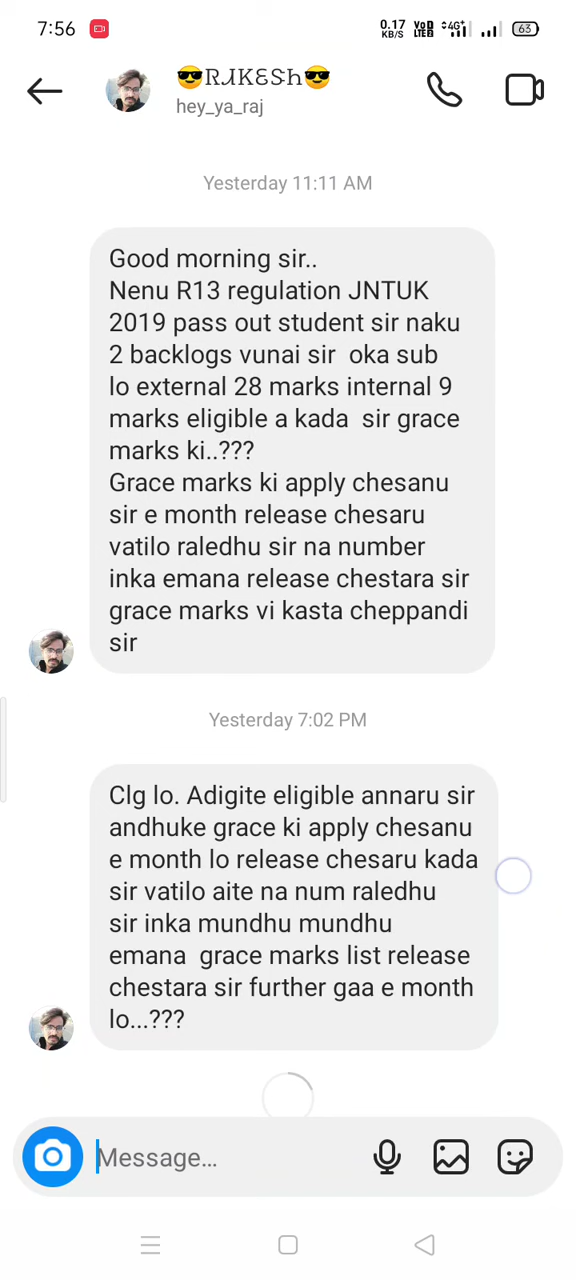 7:56
0.17 KB/S VoD LTE2 4G+ 63
😎RJKESh😎
hey_ya_raj
Yesterday 11:11 AM
Good morning sir..
Nenu R13 regulation JNTUK
2019 pass out student sir naku
2 backlogs vunai sir oka sub
lo external 28 marks internal 9
marks eligible a kada sir grace
marks ki..???
Grace marks ki apply chesanu
sir e month release chesaru
vatilo raledhu sir na number
inka emana release chestara sir
grace marks vi kasta cheppandi
sir
Yesterday 7:02 PM
Clg lo. Adigite eligible annaru sir
andhuke grace ki apply chesanu
e month lo release chesaru kada
sir vatilo aite na num raledhu
sir inka mundhu mundhu
emana grace marks list release
chestara sir further gaa e month
lo...???
Message...